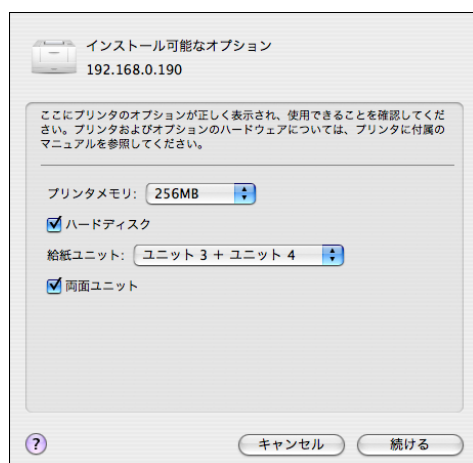 インストール可能なオプション
192.168.0.190
ここにプリンタのオプションが正しく表示され、使用できることを確認してくだ
さい。プリンタおよびオプションのハードウェアについては、プリンタに付属の
マニュアルを参照してください。
プリンタメモリ: 256MB
ハードディスク
給紙ユニット: ユニット 3 + ユニット 4
両面ユニット
? キャンセル 続ける